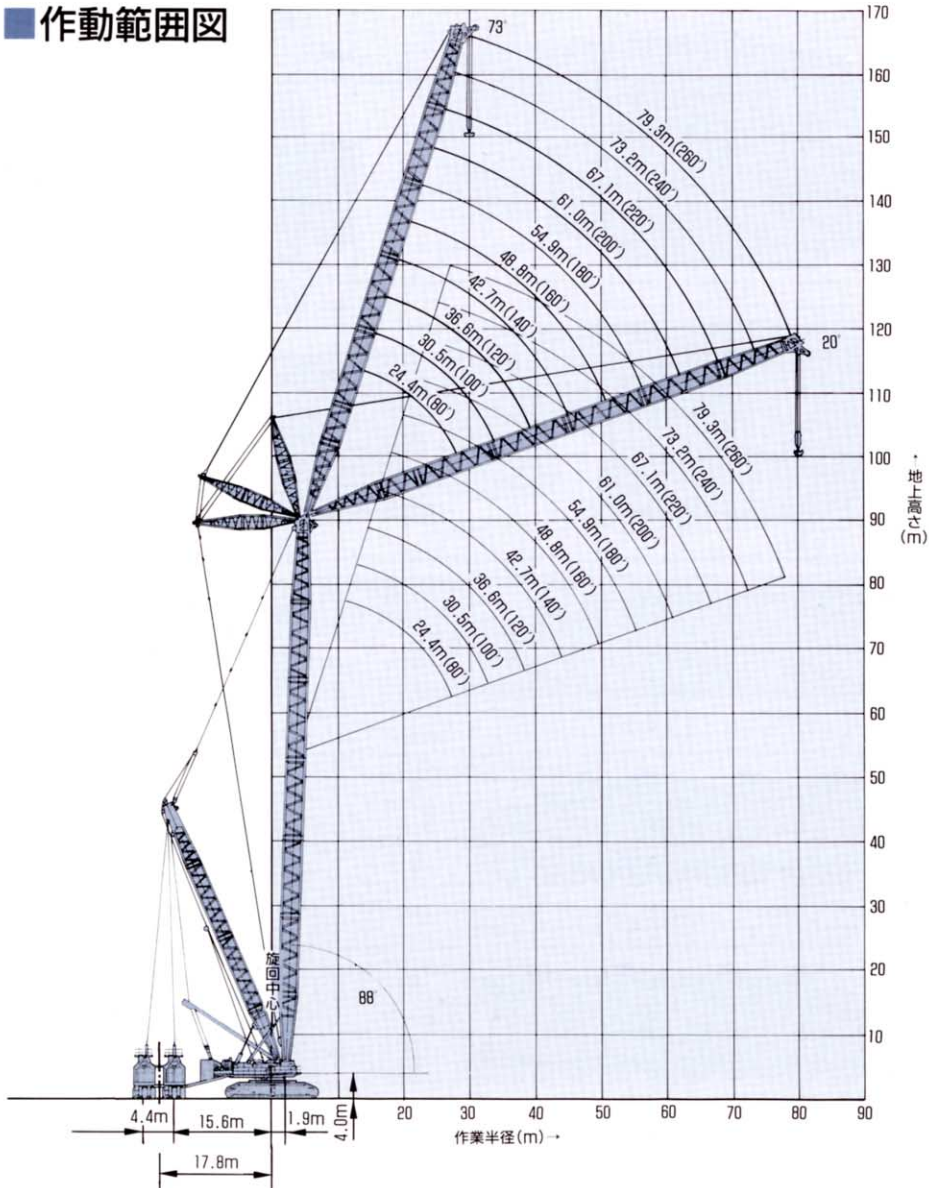 作動範囲図
73°
79.3m(260')
73.2m(240')
67.1m(220')
61.0m(200')
54.9m(180')
48.8m(160')
42.7m(140')
36.6m(120')
30.5m(100')
24.4m(80')
20°
79.3m(260')
73.2m(240')
67.1m(220')
61.0m(200')
54.9m(180')
48.8m(160')
42.7m(140')
36.6m(120')
30.5m(100')
24.4m(80')
170
160
150
140
130
120
110
100
90
80
70
60
50
40
30
20
10
←地上高さ(m)
旋回中心
88°
4.4m
15.6m
1.9m
4.0m
17.8m
20 30 40 50 60 70 80 90
作業半径(m)→